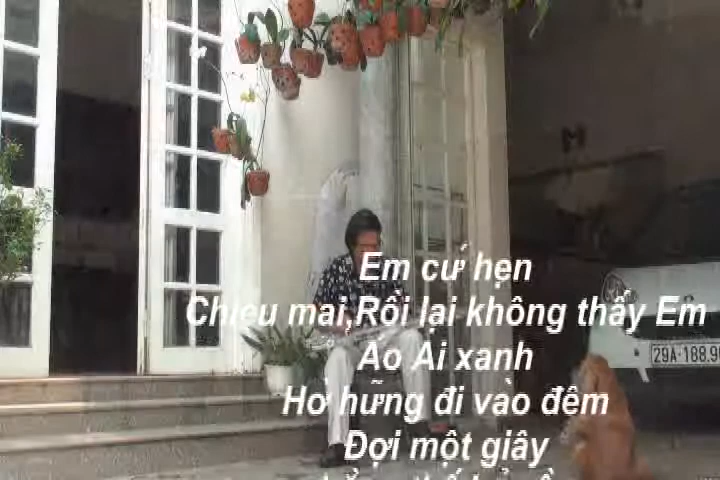 Em cứ hẹn
Chiều mai,Rồi lại không thấy Em
Áo Ai xanh
Hờ hững đi vào đêm
Đợi một giây
29A-188.9